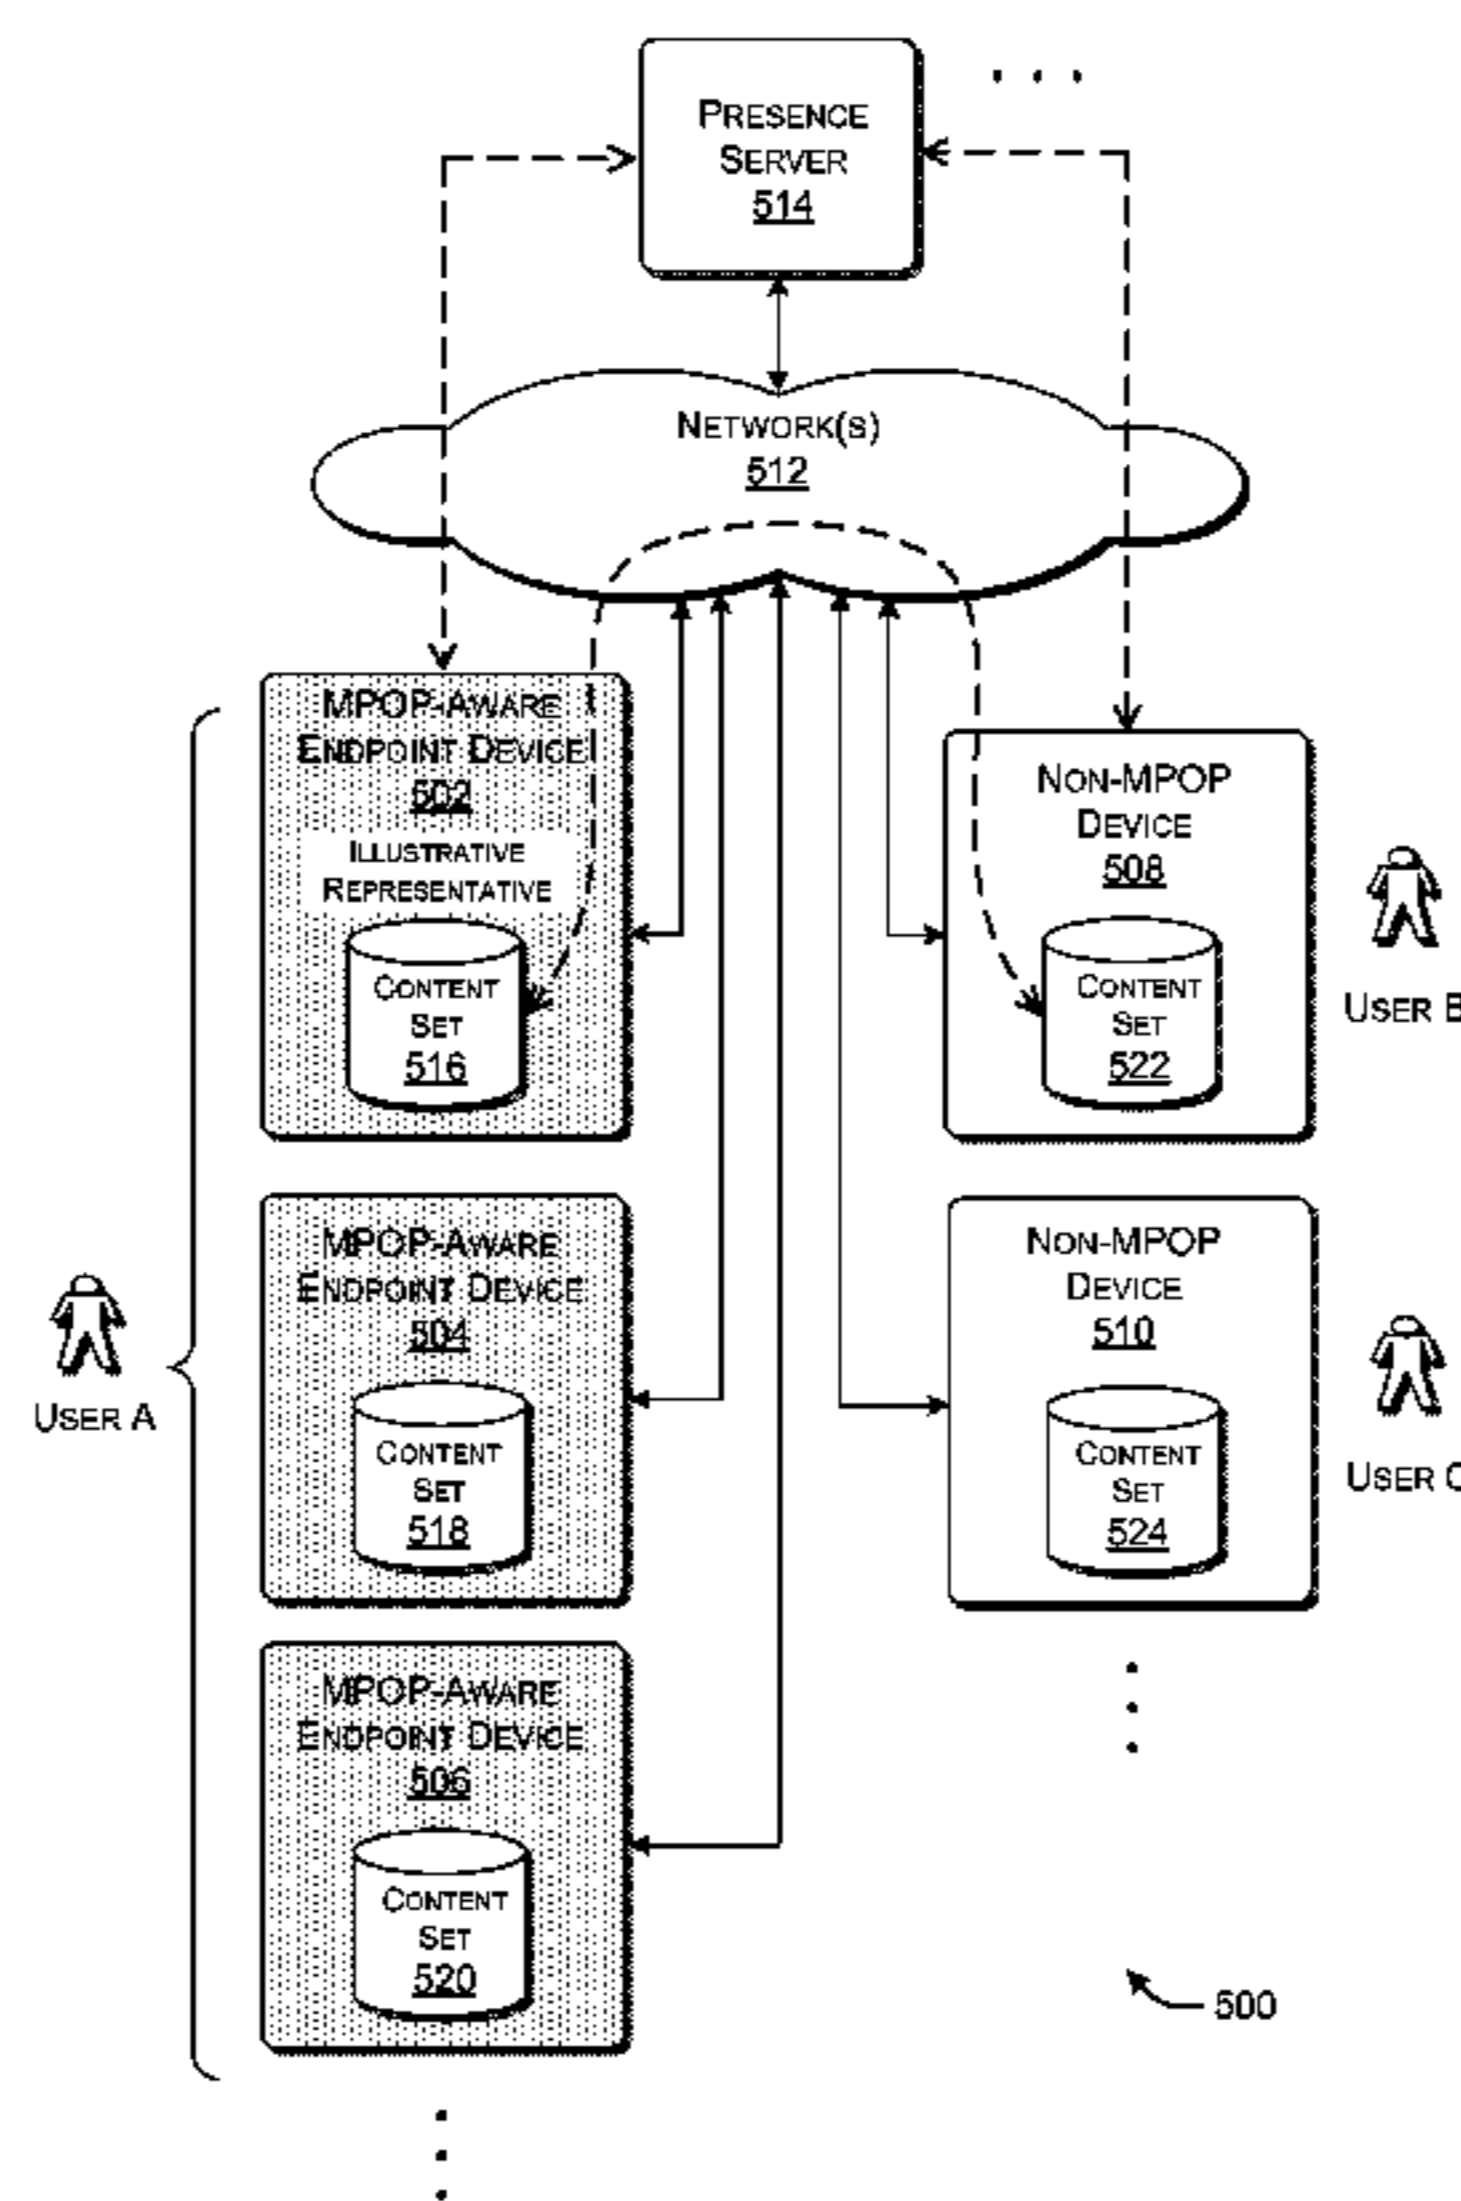 PRESENCE
SERVER
514
NETWORK(S)
512
MPOP-AWARE
ENDPOINT DEVICE
502
ILLUSTRATIVE
REPRESENTATIVE
CONTENT
SET
516
NON-MPOP
DEVICE
508
CONTENT
SET
522
USER B
MPOP-AWARE
ENDPOINT DEVICE
504
CONTENT
SET
518
USER A
NON-MPOP
DEVICE
510
CONTENT
SET
524
USER C
MPOP-AWARE
ENDPOINT DEVICE
506
CONTENT
SET
520
500